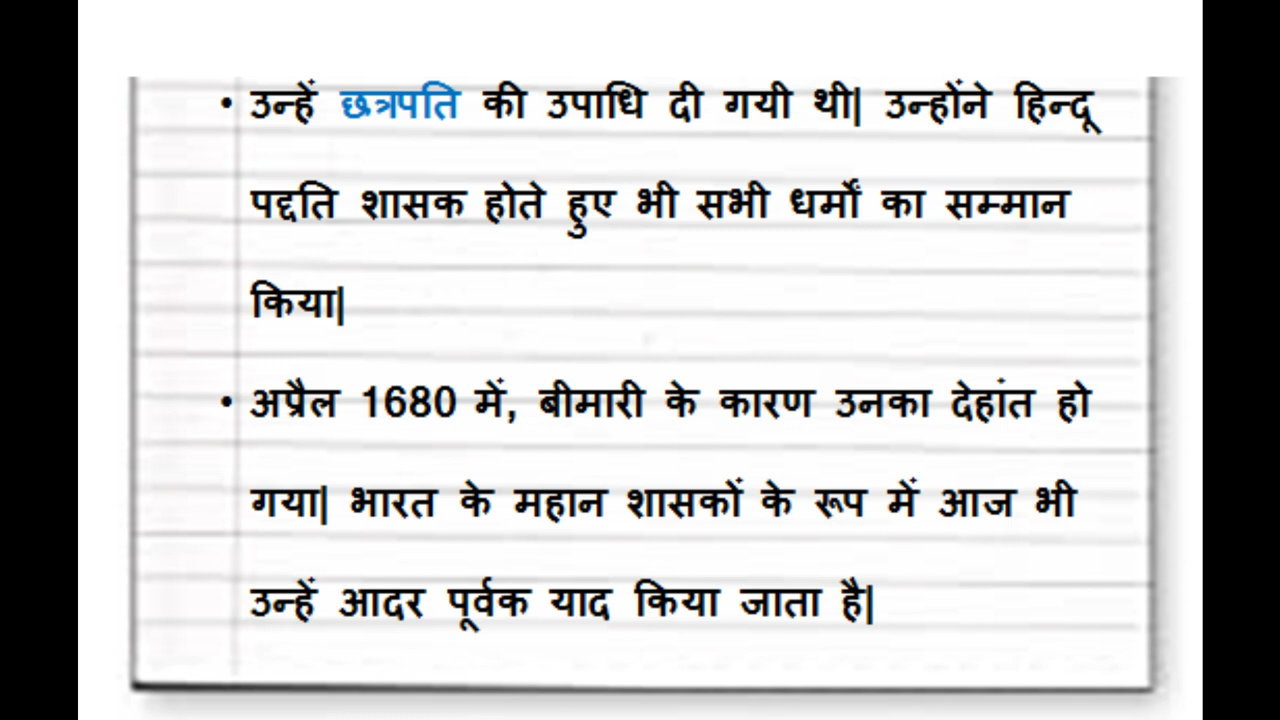 • उन्हें छत्रपति की उपाधि दी गयी थी| उन्होंने हिन्दू
पद्दति शासक होते हुए भी सभी धर्मों का सम्मान
किया|
• अप्रैल 1680 में, बीमारी के कारण उनका देहांत हो
गया| भारत के महान शासकों के रूप में आज भी
उन्हें आदर पूर्वक याद किया जाता है|